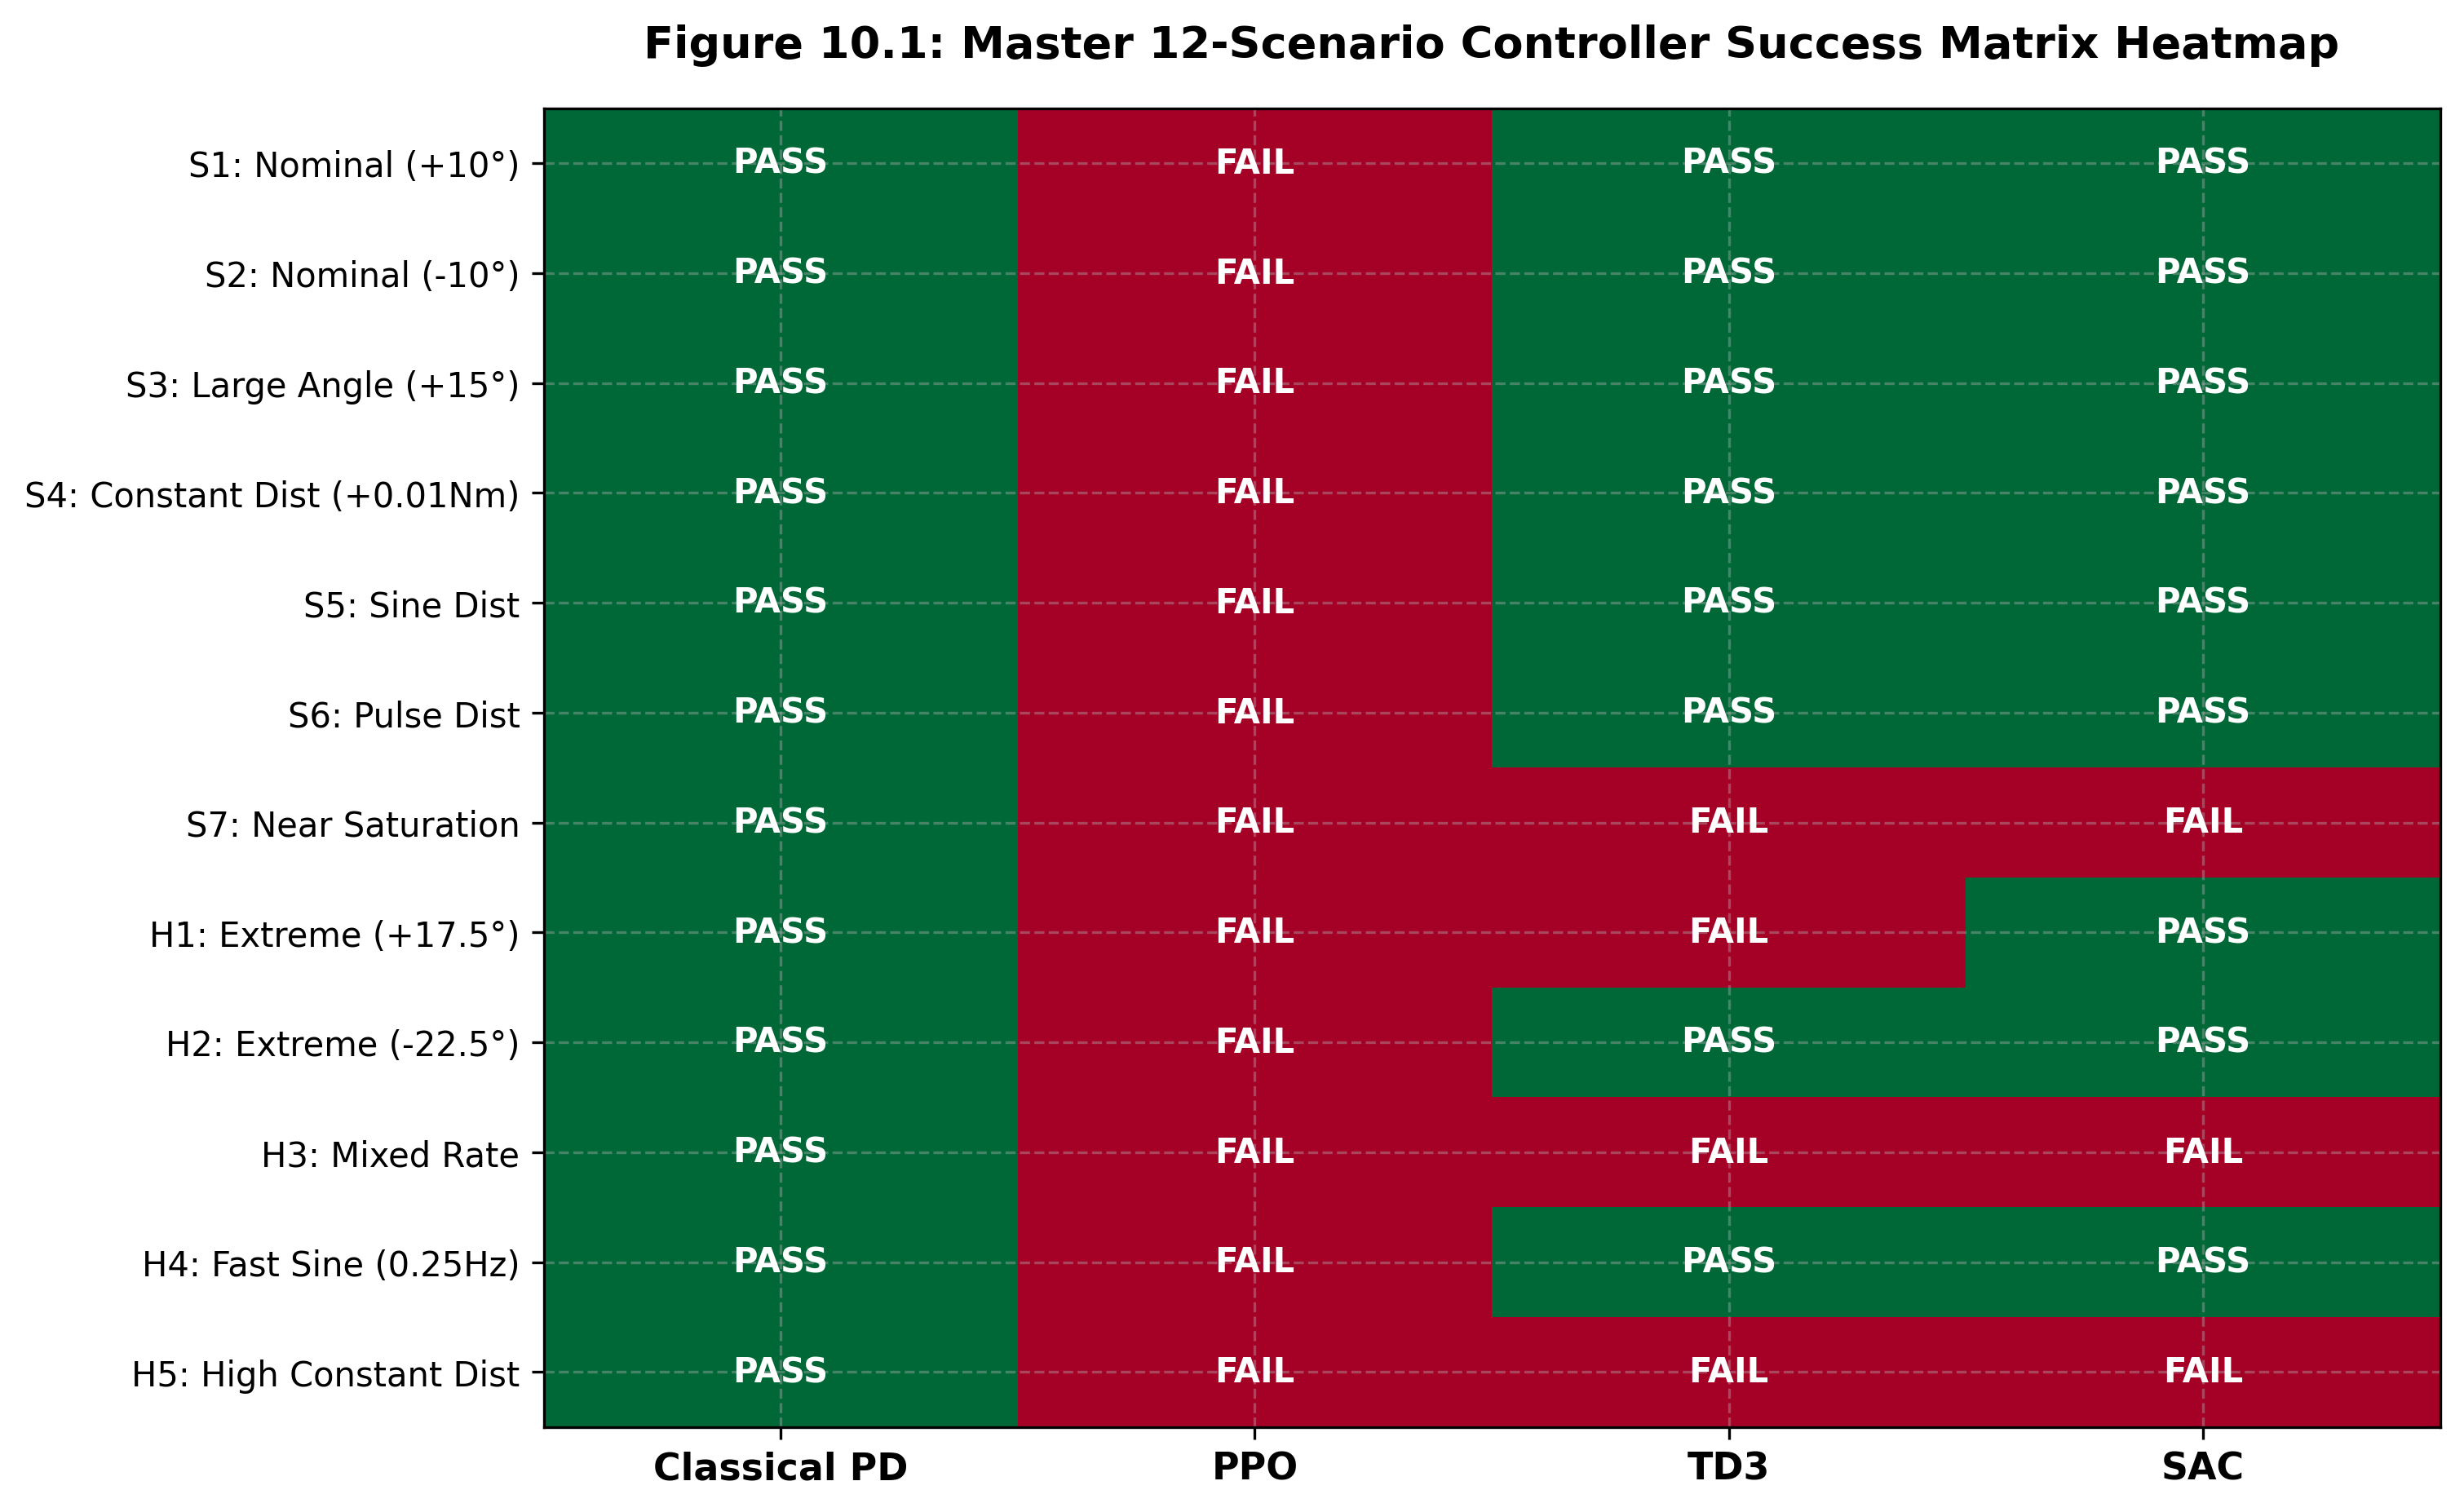 Figure 10.1: Master 12-Scenario Controller Success Matrix Heatmap
S1: Nominal (+10°) PASS FAIL PASS PASS
S2: Nominal (-10°) PASS FAIL PASS PASS
S3: Large Angle (+15°) PASS FAIL PASS PASS
S4: Constant Dist (+0.01Nm) PASS FAIL PASS PASS
S5: Sine Dist PASS FAIL PASS PASS
S6: Pulse Dist PASS FAIL PASS PASS
S7: Near Saturation PASS FAIL FAIL FAIL
H1: Extreme (+17.5°) PASS FAIL FAIL PASS
H2: Extreme (-22.5°) PASS FAIL PASS PASS
H3: Mixed Rate PASS FAIL FAIL FAIL
H4: Fast Sine (0.25Hz) PASS FAIL PASS PASS
H5: High Constant Dist PASS FAIL FAIL FAIL
Classical PD PPO TD3 SAC